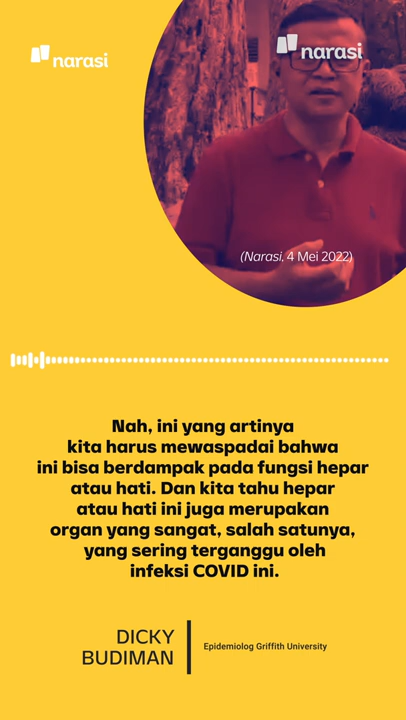 narasi
narasi
(Narasi, 4 Mei 2022)
Nah, ini yang artinya
kita harus mewaspadai bahwa
ini bisa berdampak pada fungsi hepar
atau hati. Dan kita tahu hepar
atau hati ini juga merupakan
organ yang sangat, salah satunya,
yang sering terganggu oleh
infeksi COVID ini.
DICKY
BUDIMAN
Epidemiolog Griffith University